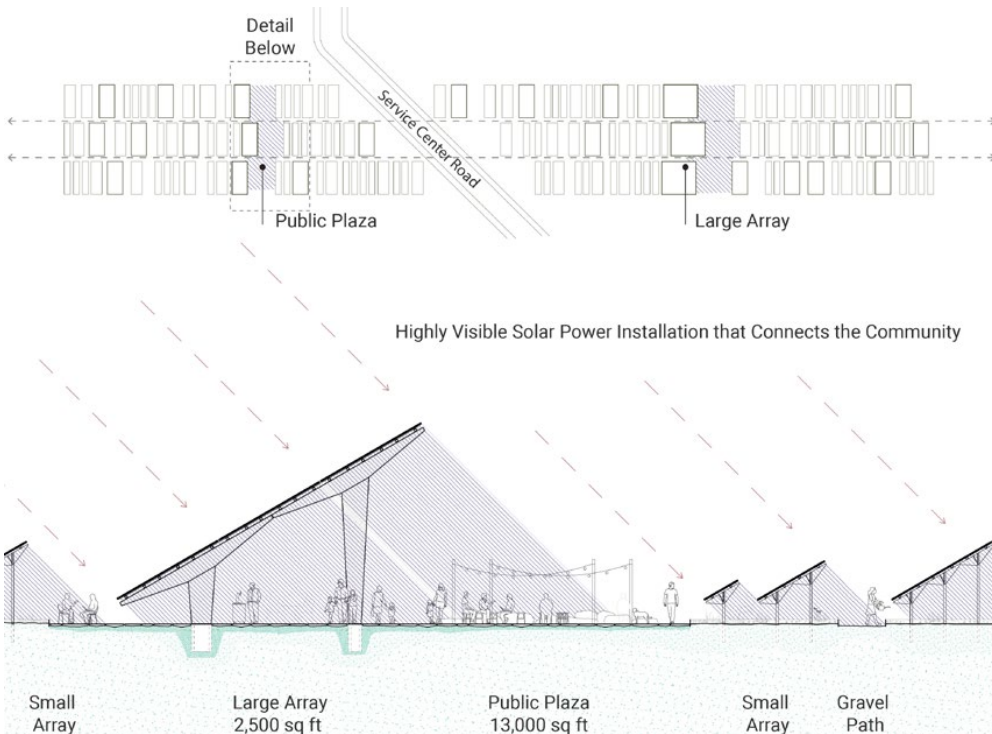 Detail
Below
Service Center Road
Public Plaza
Large Array
Highly Visible Solar Power Installation that Connects the Community
Small
Array
Large Array
2,500 sq ft
Public Plaza
13,000 sq ft
Small
Array
Gravel
Path